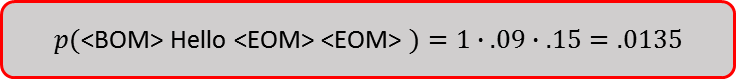 p(<BOM> Hello <EOM> <EOM> ) = 1 · .09 · .15 = .0135